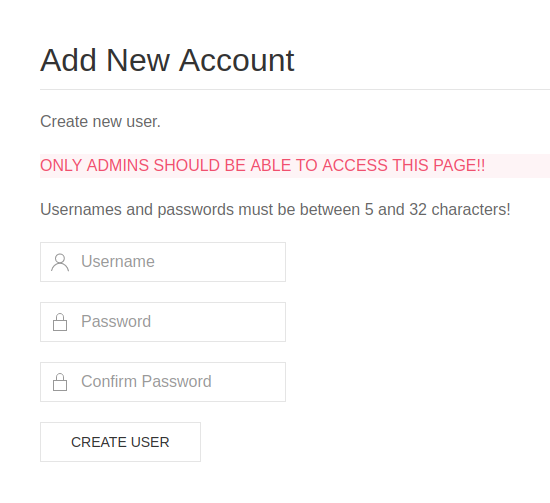 Add New Account
Create new user.
ONLY ADMINS SHOULD BE ABLE TO ACCESS THIS PAGE!!
Usernames and passwords must be between 5 and 32 characters!
Username
Password
Confirm Password
CREATE USER